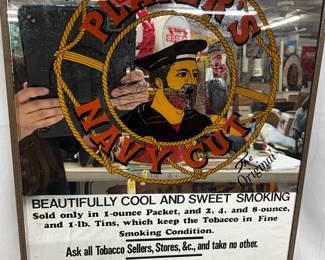 PLAYER'S
NAVY CUT
The
Original
BEAUTIFULLY COOL AND SWEET SMOKING
Sold only in 1-ounce Packet, and 2, 4, and 8-ounce,
and 1-lb. Tins, which keep the Tobacco in Fine
Smoking Condition.
Ask all Tobacco Sellers, Stores, &c., and take no other.